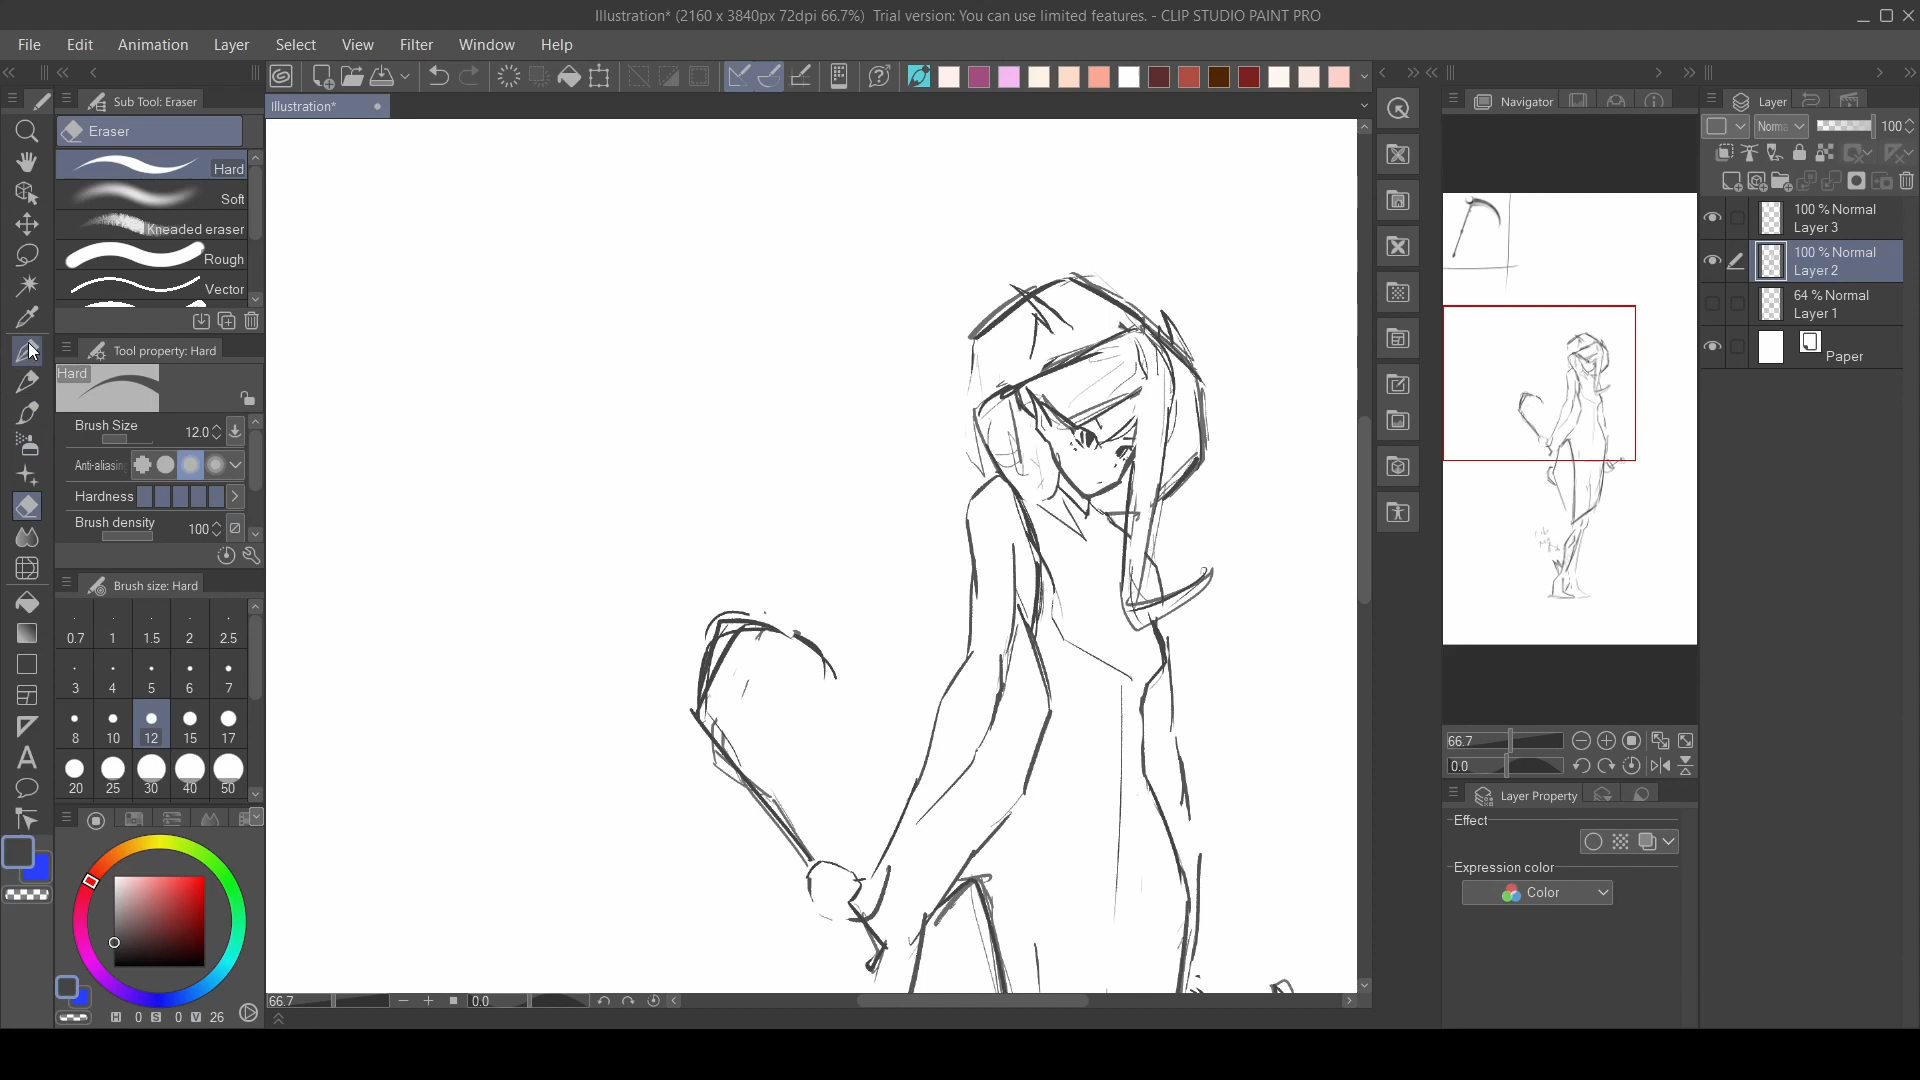 Illustration* (2160 x 3840px 72dpi 66.7%)  Trial version: You can use limited features. - CLIP STUDIO PAINT PRO
File Edit Animation Layer Select View Filter Window Help
Sub Tool: Eraser
Illustration*
Navigator
Layer
Eraser
Norma 100
Hard
Soft
Kneaded eraser
Rough
Vector
100 % Normal
Layer 3
100 % Normal
Layer 2
64 % Normal
Layer 1
Paper
Tool property: Hard
Hard
Brush Size 12.0
Anti-aliasing
Hardness
Brush density 100
Brush size: Hard
0.7 1 1.5 2 2.5
3 4 5 6 7
8 10 12 15 17
20 25 30 40 50
66.7
0.0
Layer Property
Effect
Expression color
Color
66.7 0.0
H 0 S 0 V 26